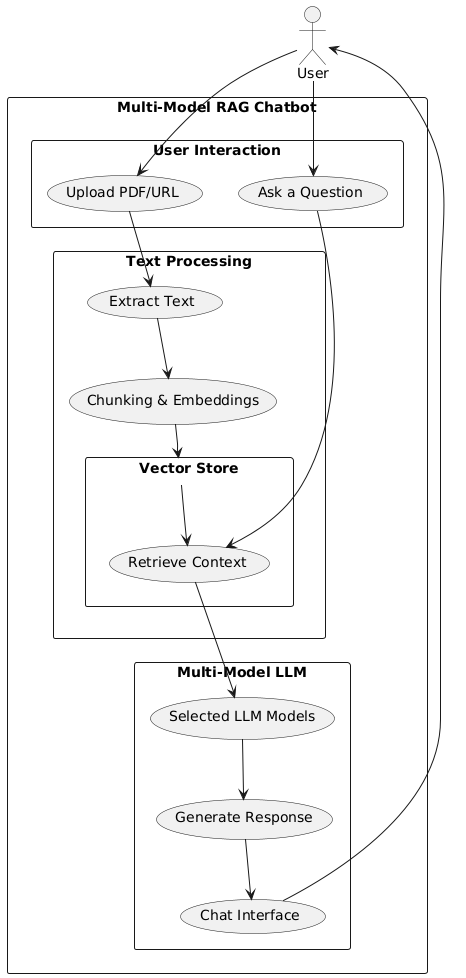 User
Multi-Model RAG Chatbot
User Interaction
Upload PDF/URL
Ask a Question
Text Processing
Extract Text
Chunking & Embeddings
Vector Store
Retrieve Context
Multi-Model LLM
Selected LLM Models
Generate Response
Chat Interface